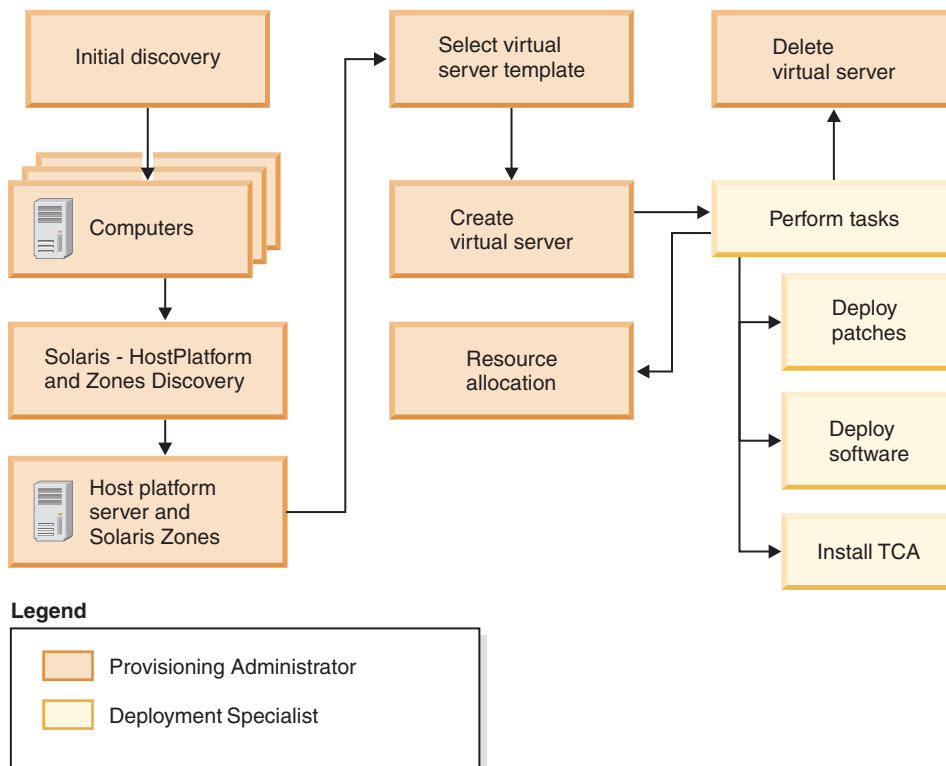 Initial discovery
Computers
Solaris - HostPlatform
and Zones Discovery
Host platform
server and
Solaris Zones
Select virtual
server template
Create
virtual server
Resource
allocation
Delete
virtual server
Perform tasks
Deploy
patches
Deploy
software
Install TCA
Legend
Provisioning Administrator
Deployment Specialist